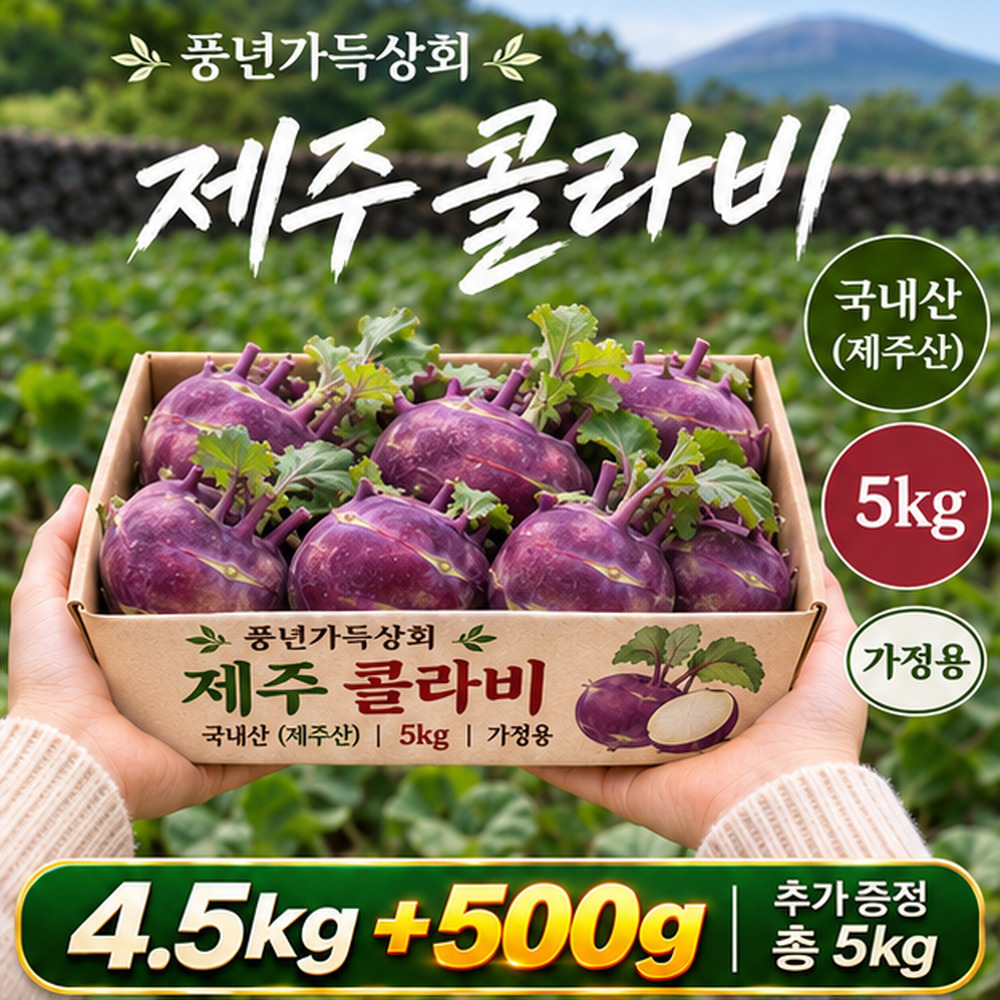 풍년가득상회
제주 콜라비
국내산
(제주산)
5kg
가정용
풍년가득상회
제주 콜라비
국내산 (제주산) | 5kg | 가정용
4.5kg +500g
추가 증정
총 5kg